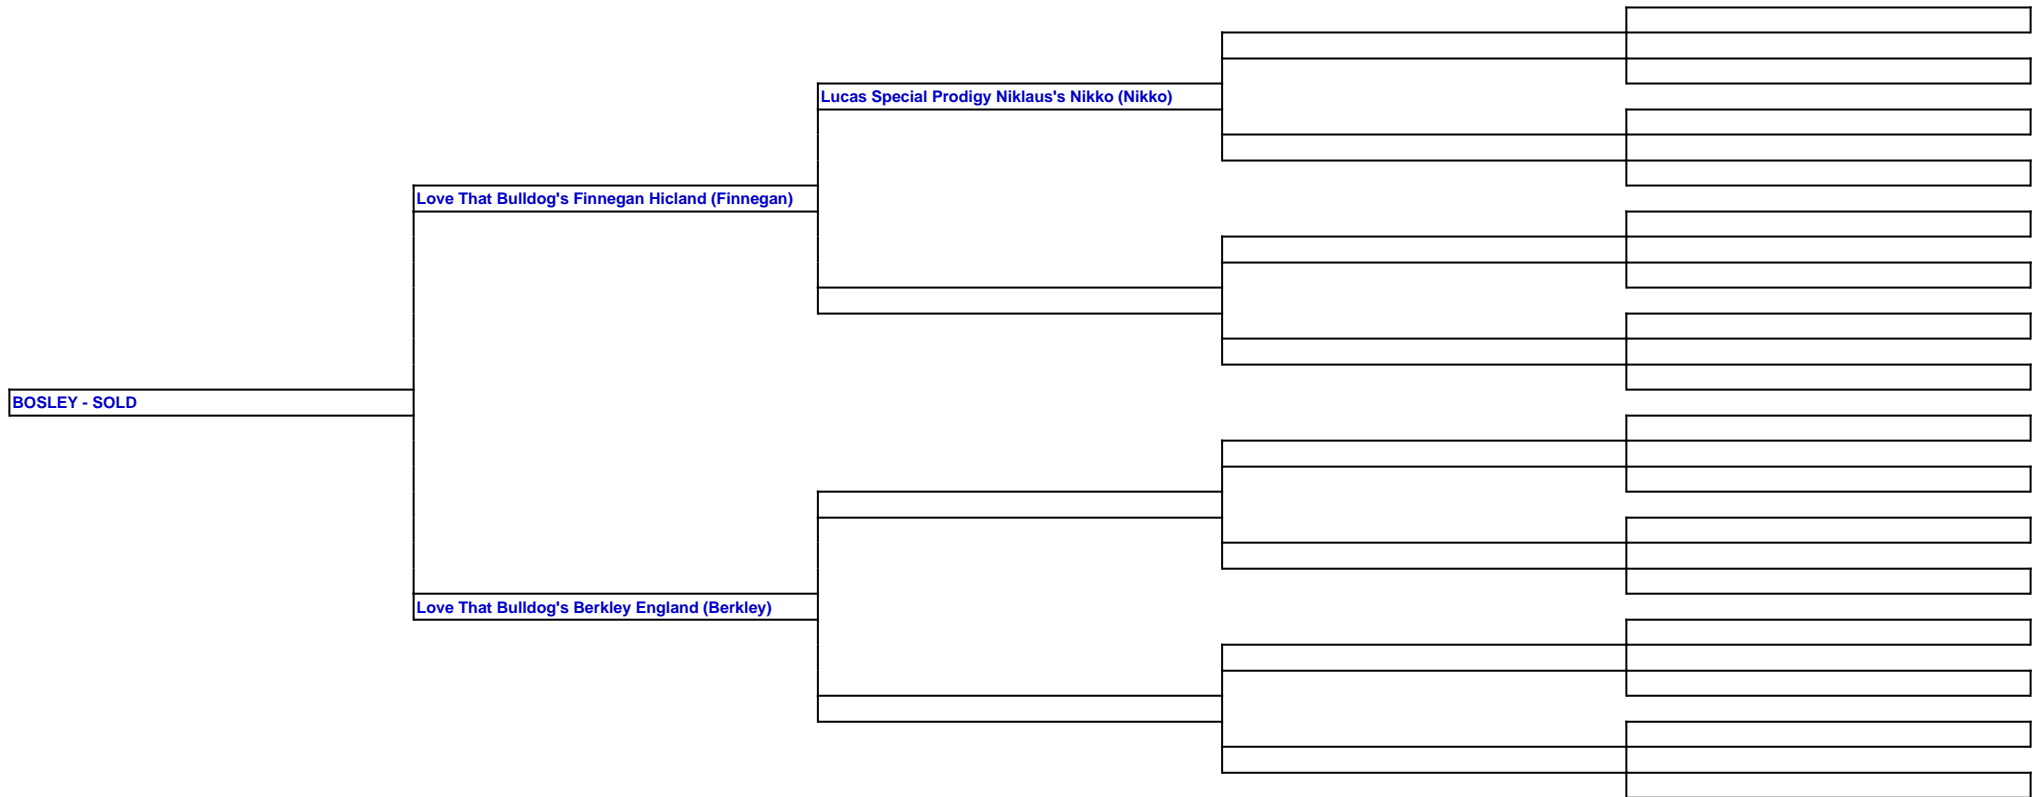 Lucas Special Prodigy Niklaus's Nikko (Nikko)
Love That Bulldog's Finnegan Hicland (Finnegan)
BOSLEY - SOLD
Love That Bulldog's Berkley England (Berkley)